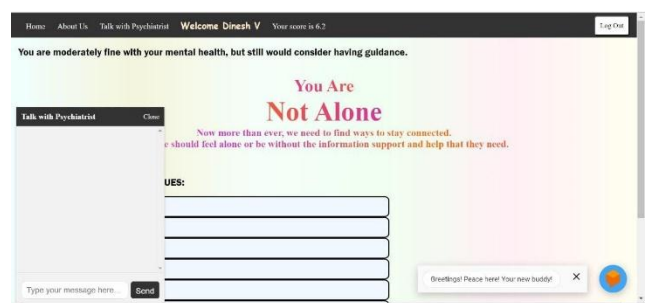 Home About Us Talk with Psychiatrist Welcome Dinesh V Your score is 6.2 Log Out
You are moderately fine with your mental health, but still would consider having guidance.
You Are
Not Alone
Talk with Psychiatrist Close
Now more than ever, we need to find ways to stay connected.
e should feel alone or be without the information support and help that they need.
UES:
Greetings! Peace here! Your new buddy! ×
Type your message here... Send